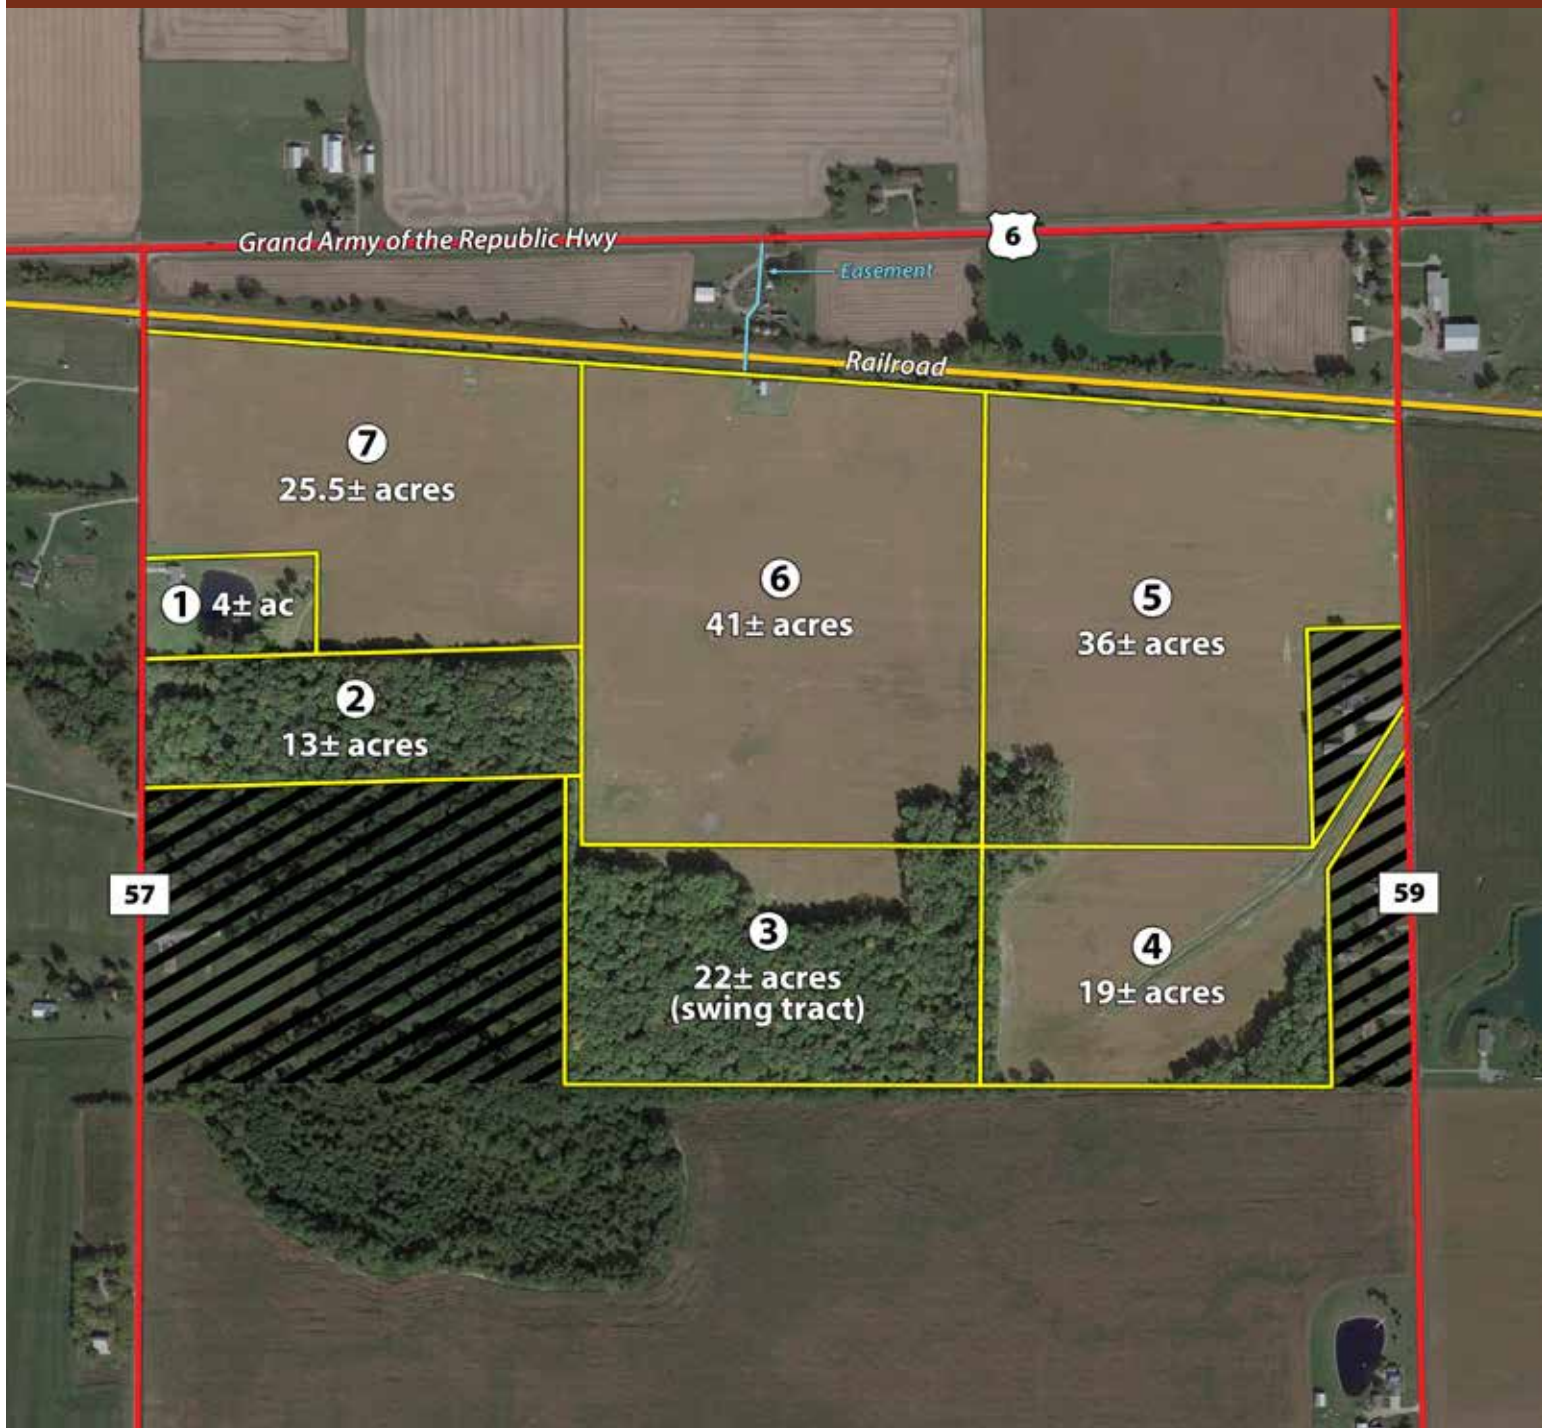 Grand Army of the Republic Hwy
6
Easement
Railroad
7
25.5± acres
1 4± ac
6
41± acres
5
36± acres
2
13± acres
57
59
3
22± acres
(swing tract)
4
19± acres